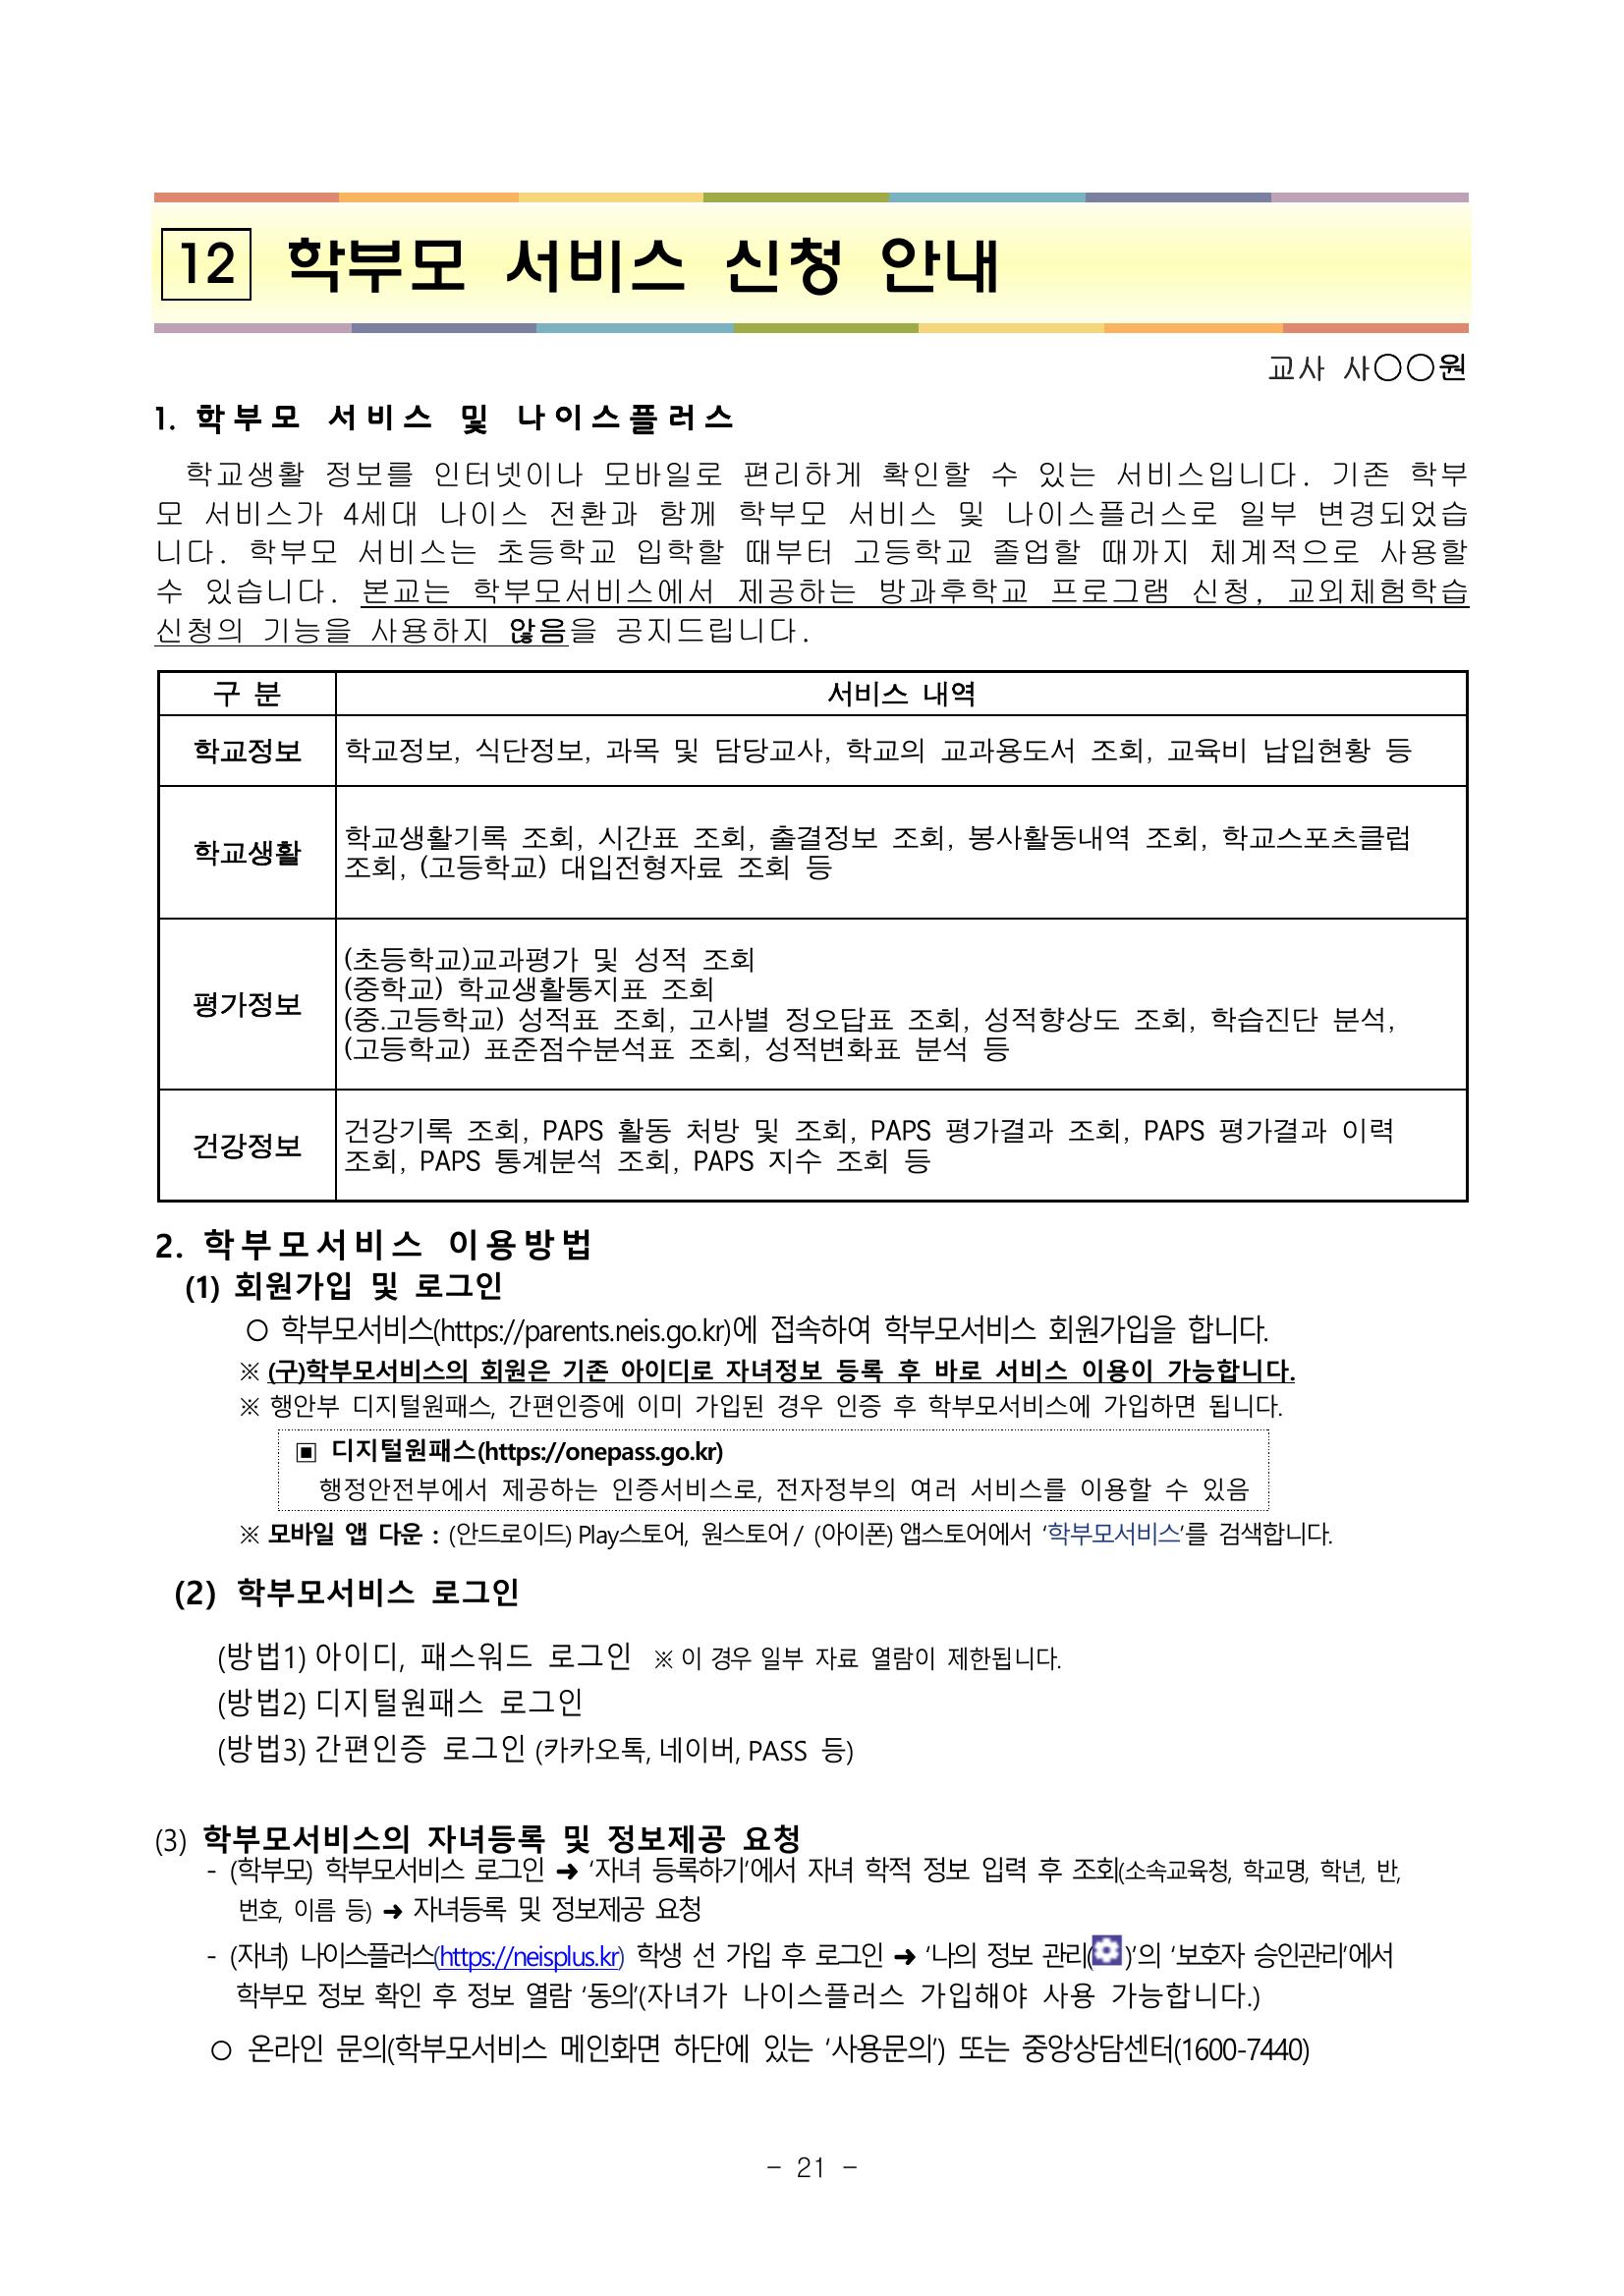 12 학부모 서비스 신청 안내
교사 사○○원
1. 학부모 서비스 및 나이스플러스
학교생활 정보를 인터넷이나 모바일로 편리하게 확인할 수 있는 서비스입니다. 기존 학부
모 서비스가 4세대 나이스 전환과 함께 학부모 서비스 및 나이스플러스로 일부 변경되었습
니다. 학부모 서비스는 초등학교 입학할 때부터 고등학교 졸업할 때까지 체계적으로 사용할
수 있습니다. 본교는 학부모서비스에서 제공하는 방과후학교 프로그램 신청, 교외체험학습
신청의 기능을 사용하지 않음을 공지드립니다.
구 분 서비스 내역
학교정보 학교정보, 식단정보, 과목 및 담당교사, 학교의 교과용도서 조회, 교육비 납입현황 등
학교생활 학교생활기록 조회, 시간표 조회, 출결정보 조회, 봉사활동내역 조회, 학교스포츠클럽
조회, (고등학교) 대입전형자료 조회 등
평가정보 (초등학교)교과평가 및 성적 조회
(중학교) 학교생활통지표 조회
(중.고등학교) 성적표 조회, 고사별 정오답표 조회, 성적향상도 조회, 학습진단 분석,
(고등학교) 표준점수분석표 조회, 성적변화표 분석 등
건강정보 건강기록 조회, PAPS 활동 처방 및 조회, PAPS 평가결과 조회, PAPS 평가결과 이력
조회, PAPS 통계분석 조회, PAPS 지수 조회 등
2. 학부모서비스 이용방법
(1) 회원가입 및 로그인
○ 학부모서비스(https://parents.neis.go.kr)에 접속하여 학부모서비스 회원가입을 합니다.
※ (구)학부모서비스의 회원은 기존 아이디로 자녀정보 등록 후 바로 서비스 이용이 가능합니다.
※ 행안부 디지털원패스, 간편인증에 이미 가입된 경우 인증 후 학부모서비스에 가입하면 됩니다.
▣ 디지털원패스(https://onepass.go.kr)
행정안전부에서 제공하는 인증서비스로, 전자정부의 여러 서비스를 이용할 수 있음
※ 모바일 앱 다운 : (안드로이드) Play스토어, 원스토어 / (아이폰) 앱스토어에서 ‘학부모서비스’를 검색합니다.
(2) 학부모서비스 로그인
(방법1) 아이디, 패스워드 로그인 ※ 이 경우 일부 자료 열람이 제한됩니다.
(방법2) 디지털원패스 로그인
(방법3) 간편인증 로그인 (카카오톡, 네이버, PASS 등)
(3) 학부모서비스의 자녀등록 및 정보제공 요청
- (학부모) 학부모서비스 로그인 ➜ ‘자녀 등록하기’에서 자녀 학적 정보 입력 후 조회(소속교육청, 학교명, 학년, 반,
번호, 이름 등) ➜ 자녀등록 및 정보제공 요청
- (자녀) 나이스플러스(https://neisplus.kr) 학생 선 가입 후 로그인 ➜ ‘나의 정보 관리( )’의 ‘보호자 승인관리’에서
학부모 정보 확인 후 정보 열람 ‘동의’(자녀가 나이스플러스 가입해야 사용 가능합니다.)
○ 온라인 문의(학부모서비스 메인화면 하단에 있는 ‘사용문의’) 또는 중앙상담센터(1600-7440)
- 21 -